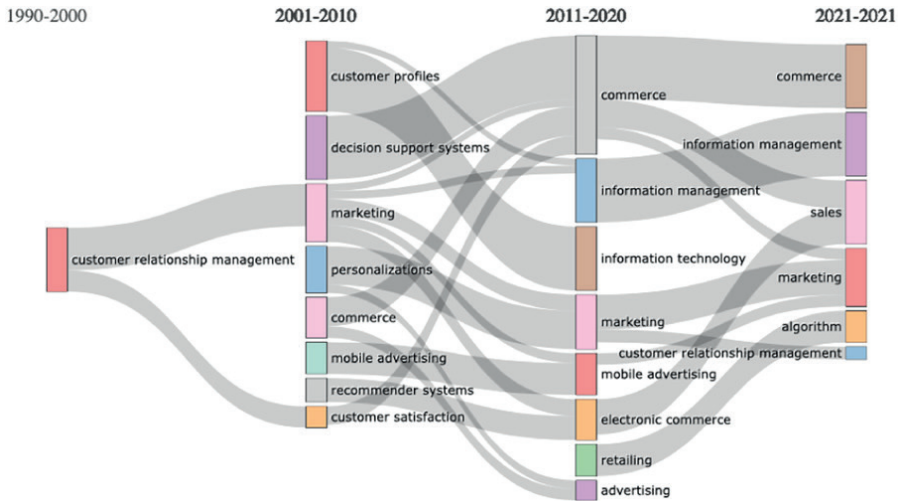 1990-2000
2001-2010
2011-2020
2021-2021
customer relationship management
customer profiles
decision support systems
marketing
personalizations
commerce
mobile advertising
recommender systems
customer satisfaction
commerce
information management
information technology
marketing
mobile advertising
electronic commerce
retailing
advertising
commerce
information management
sales
marketing
algorithm
customer relationship management